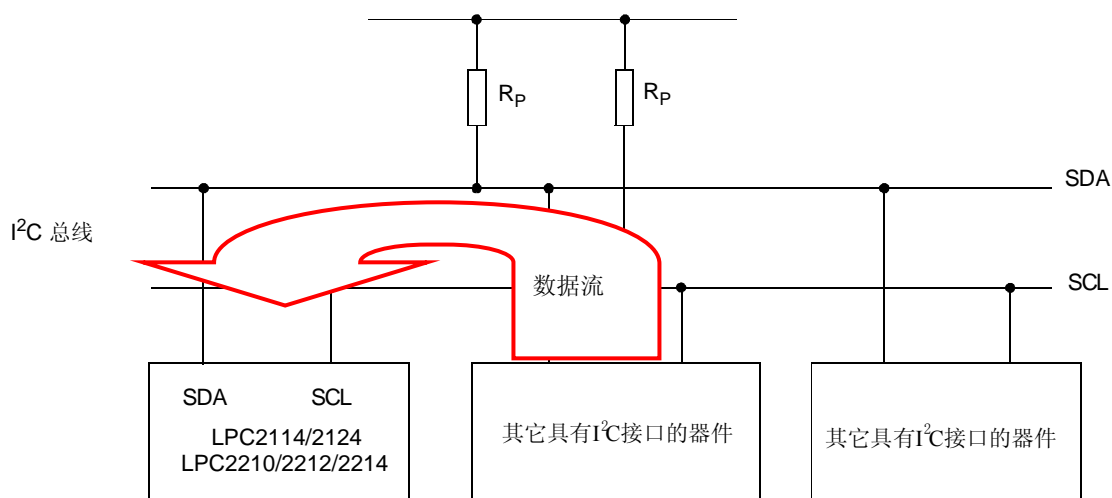 R_P
R_P
SDA
I²C 总线
数据流
SCL
SDA
SCL
LPC2114/2124
LPC2210/2212/2214
其它具有I²C接口的器件
其它具有I²C接口的器件